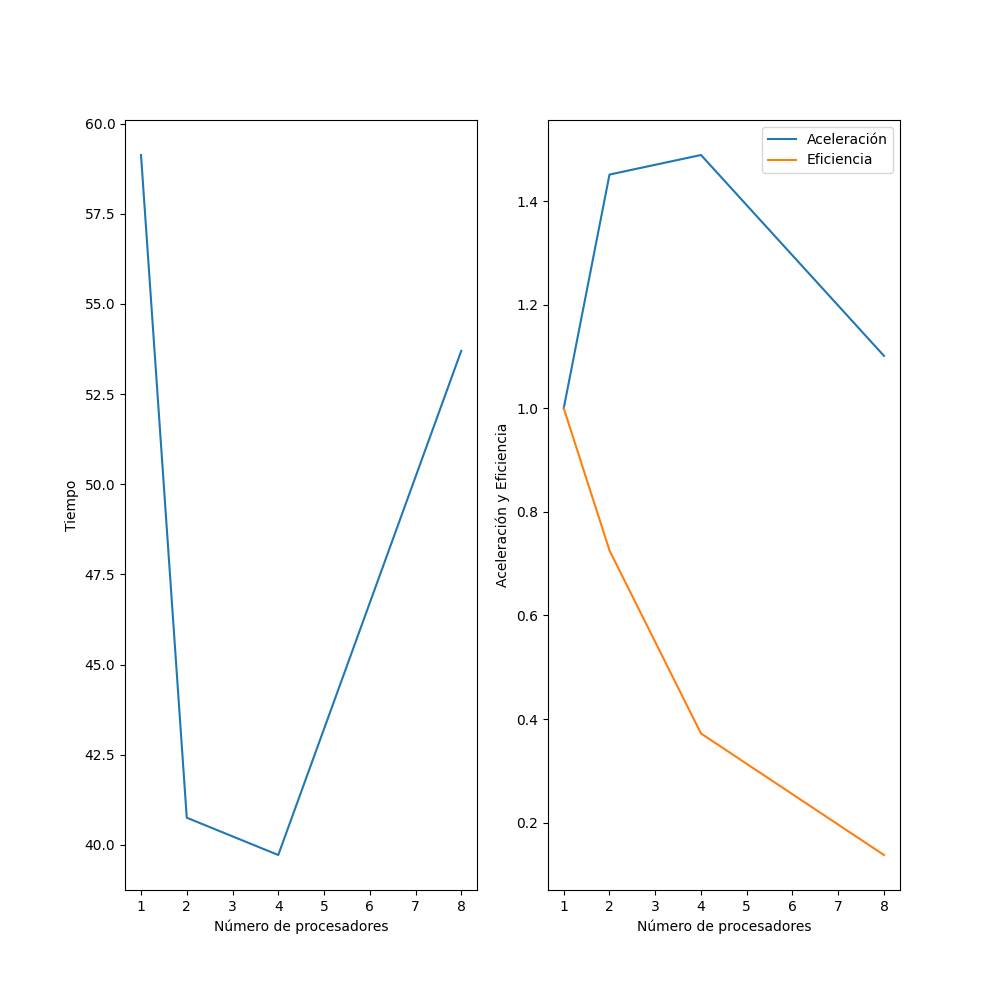 60.0
57.5
55.0
52.5
50.0
47.5
45.0
42.5
40.0
Tiempo
1 2 3 4 5 6 7 8
Número de procesadores
Aceleración
Eficiencia
1.4
1.2
1.0
0.8
0.6
0.4
0.2
Aceleración y Eficiencia
1 2 3 4 5 6 7 8
Número de procesadores